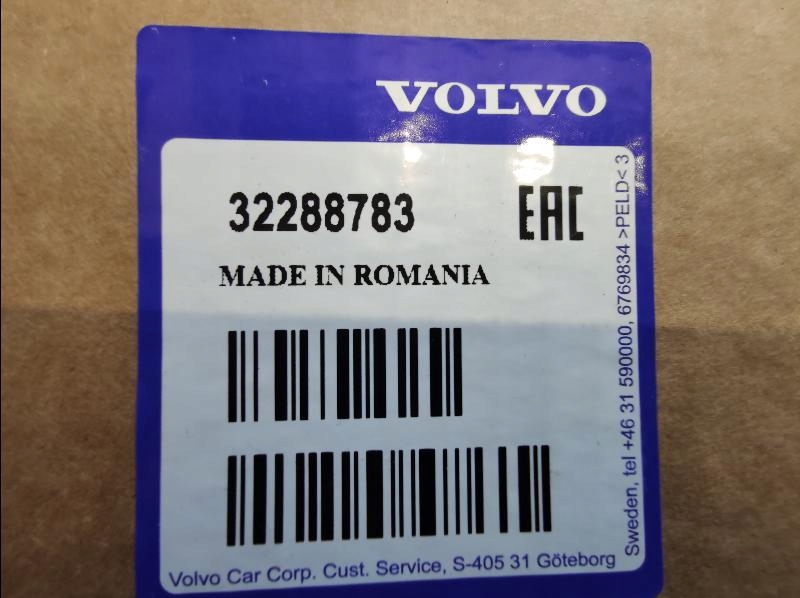 VOLVO
32288783
EAC
MADE IN ROMANIA
Volvo Car Corp. Cust. Service, S-405 31 Göteborg
Sweden, tel +46 31 590000, 6769834 >PELD< 3